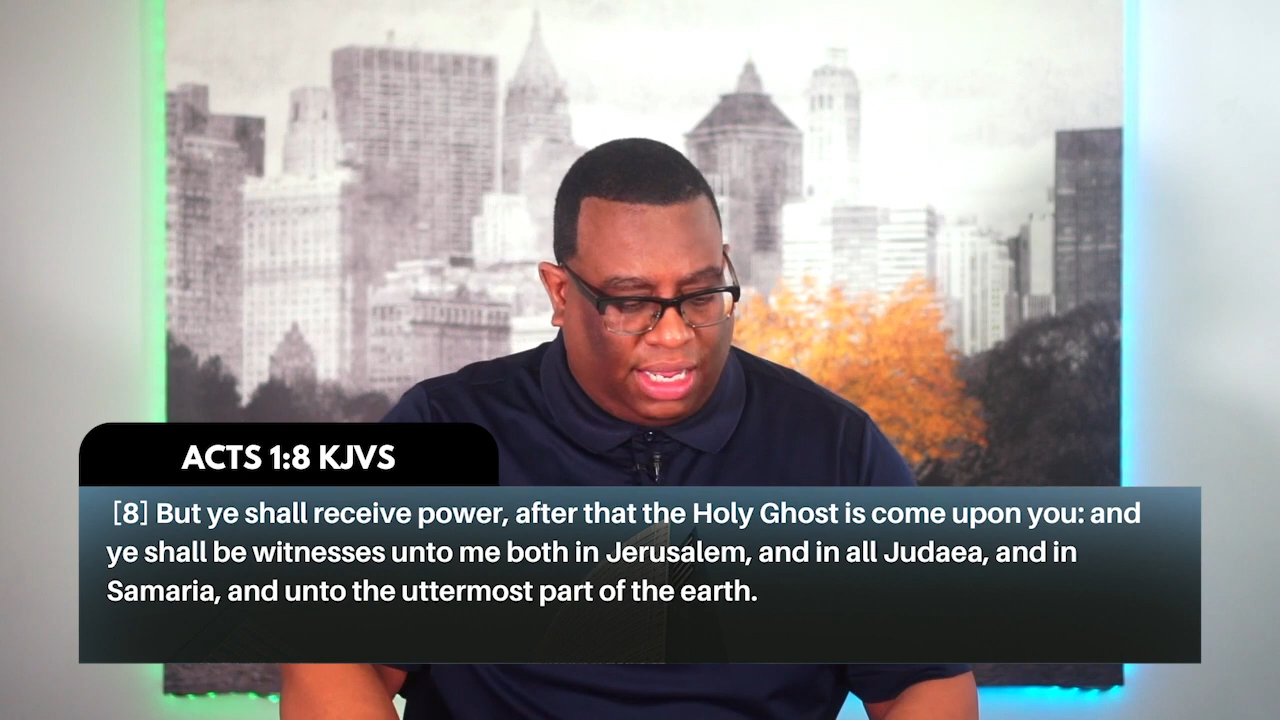 ACTS 1:8 KJVS
[8] But ye shall receive power, after that the Holy Ghost is come upon you: and
ye shall be witnesses unto me both in Jerusalem, and in all Judaea, and in
Samaria, and unto the uttermost part of the earth.